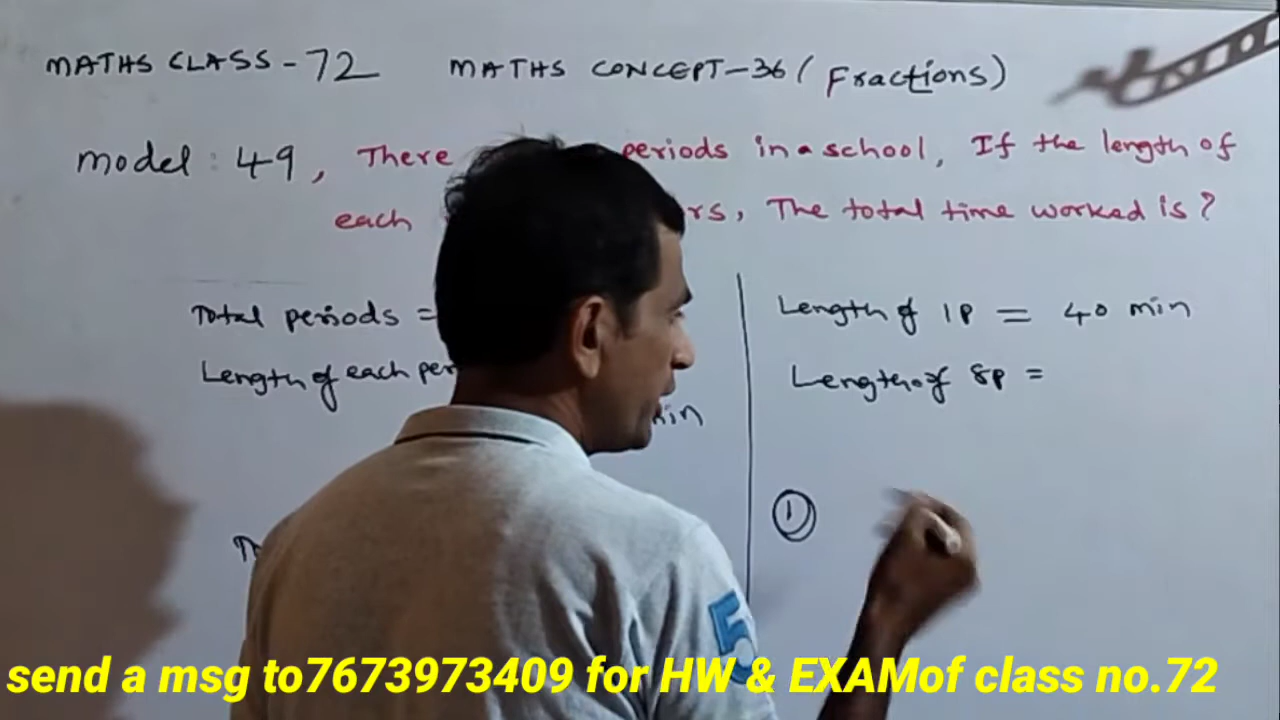 MATHS CLASS-72 MATHS CONCEPT-36 (Fractions)
model: 49, There periods in a school, If the length of
each rs, The total time worked is?
Total periods =
Length of each per
min
Length of 1p = 40 min
Length of 8p =
1
5
send a msg to7673973409 for HW & EXAMof class no.72